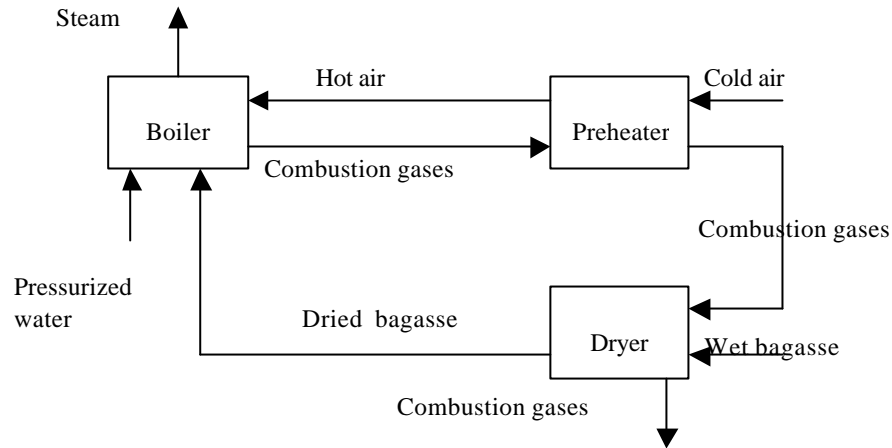 Steam
Hot air
Cold air
Boiler
Preheater
Combustion gases
Combustion gases
Pressurized
water
Dried bagasse
Dryer
Wet bagasse
Combustion gases